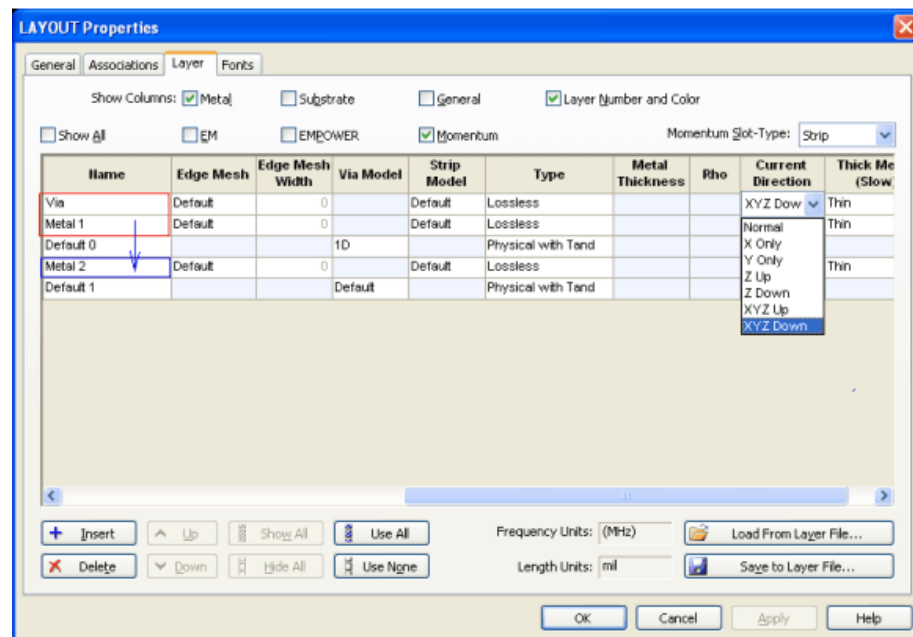 LAYOUT Properties
General Associations Layer Fonts
Show Columns: Metal Substrate General Layer Number and Color
Show All EM EMPOWER Momentum Momentum Slot-Type: Strip
Name Edge Mesh Edge Mesh Width Via Model Strip Model Type Metal Thickness Rho Current Direction Thick Me (Slow
Via Default 0 Default Lossless XYZ Dow Thin
Metal 1 Default 0 Default Lossless Thin
Default 0 1D Physical with Tand
Metal 2 Default 0 Default Lossless Thin
Default 1 Default Physical with Tand
Normal
X Only
Y Only
Z Up
Z Down
XYZ Up
XYZ Down
Insert Up Show All Use All Frequency Units: (MHz) Load From Layer File...
Delete Down Hide All Use None Length Units: mil Save to Layer File...
OK Cancel Apply Help